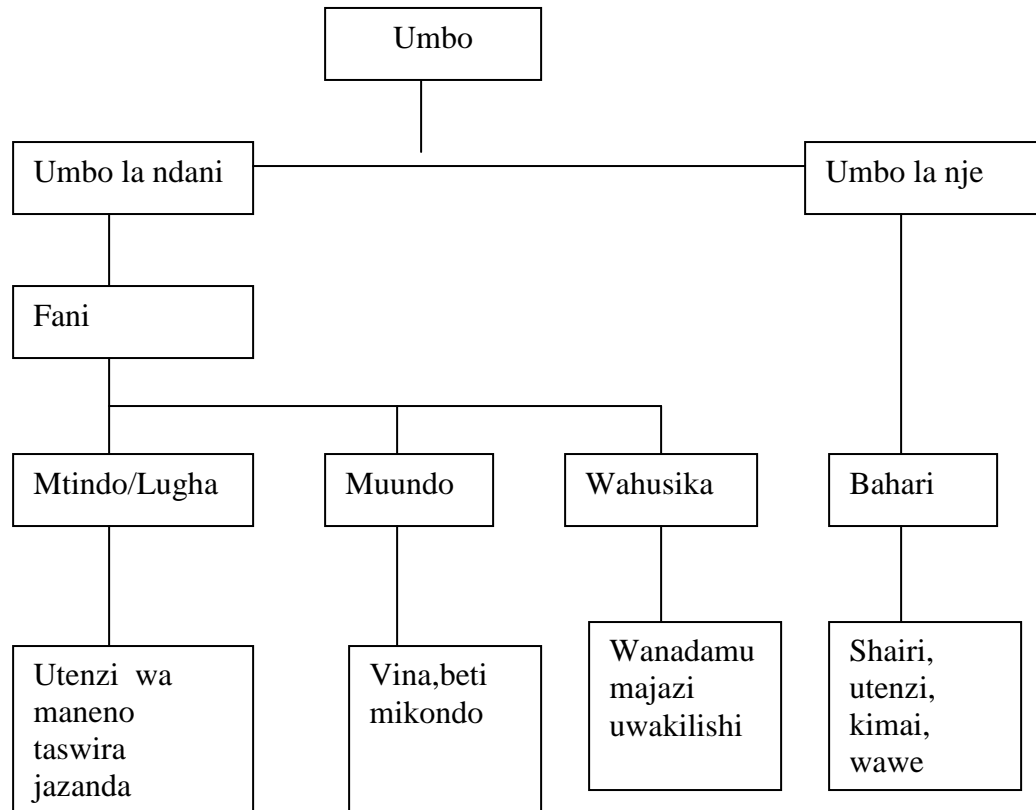 Umbo
Umbo la ndani
Umbo la nje
Fani
Mtindo/Lugha
Muundo
Wahusika
Bahari
Utenzi wa
maneno
taswira
jazanda
Vina,beti
mikondo
Wanadamu
majazi
uwakilishi
Shairi,
utenzi,
kimai,
wawe